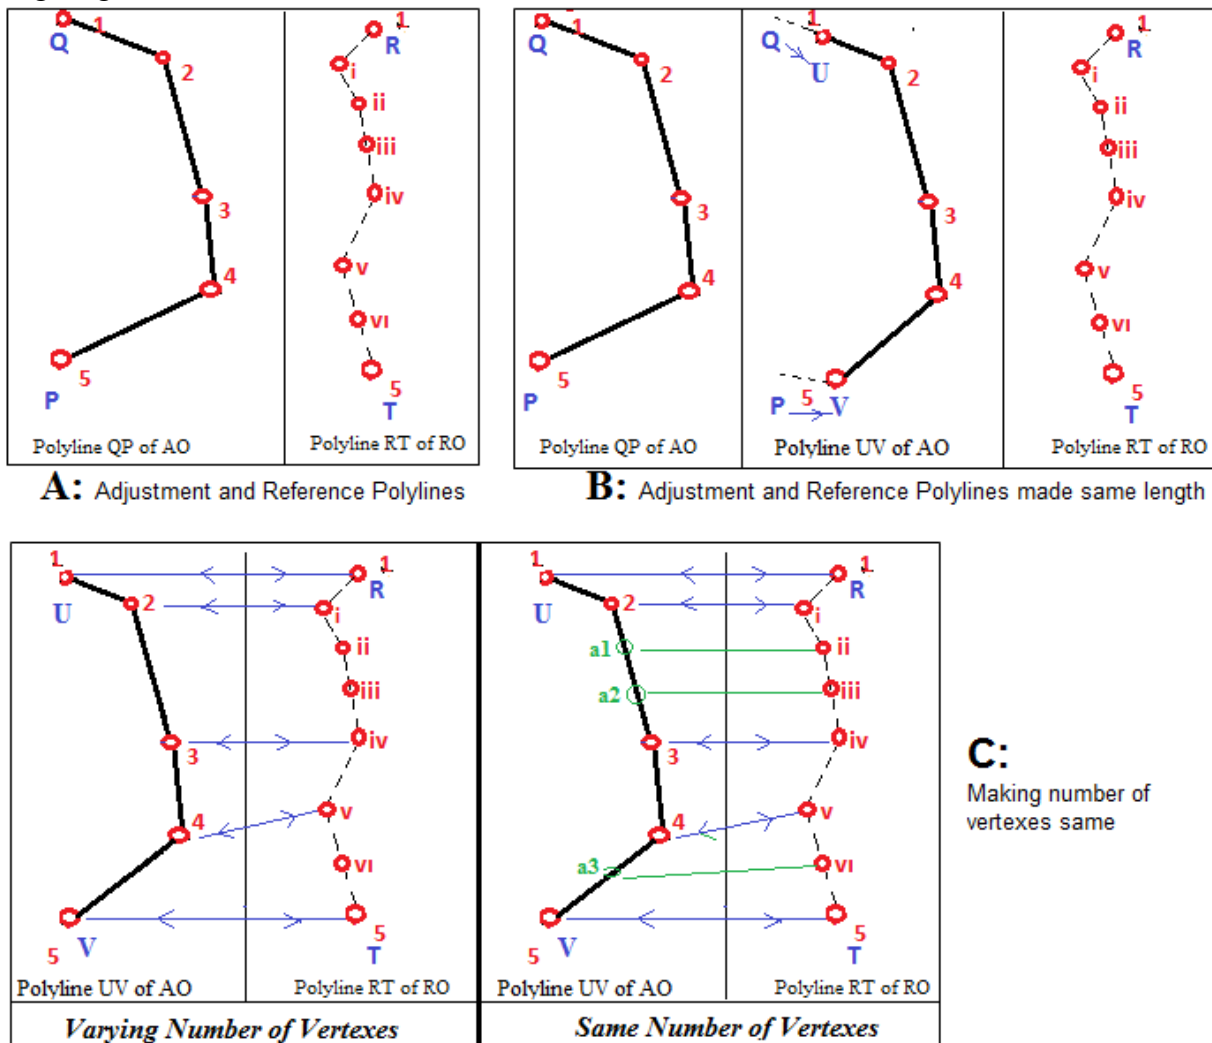 1
Q
2
3
4
5
P
Polyline QP of AO
1
R
i
ii
iii
iv
v
vı
5
T
Polyline RT of RO
A: Adjustment and Reference Polylines
1
Q
2
3
4
5
P
Polyline QP of AO
1
Q
U
2
3
4
5
P
V
Polyline UV of AO
1
R
i
ii
iii
iv
v
vı
5
T
Polyline RT of RO
B: Adjustment and Reference Polylines made same length
1
U
2
3
4
5
V
Polyline UV of AO
1
R
i
ii
iii
iv
v
vı
5
T
Polyline RT of RO
Varying Number of Vertexes
1
U
2
a1
a2
3
4
a3
5
V
Polyline UV of AO
1
R
i
ii
iii
iv
v
vı
5
T
Polyline RT of RO
Same Number of Vertexes
C:
Making number of
vertexes same